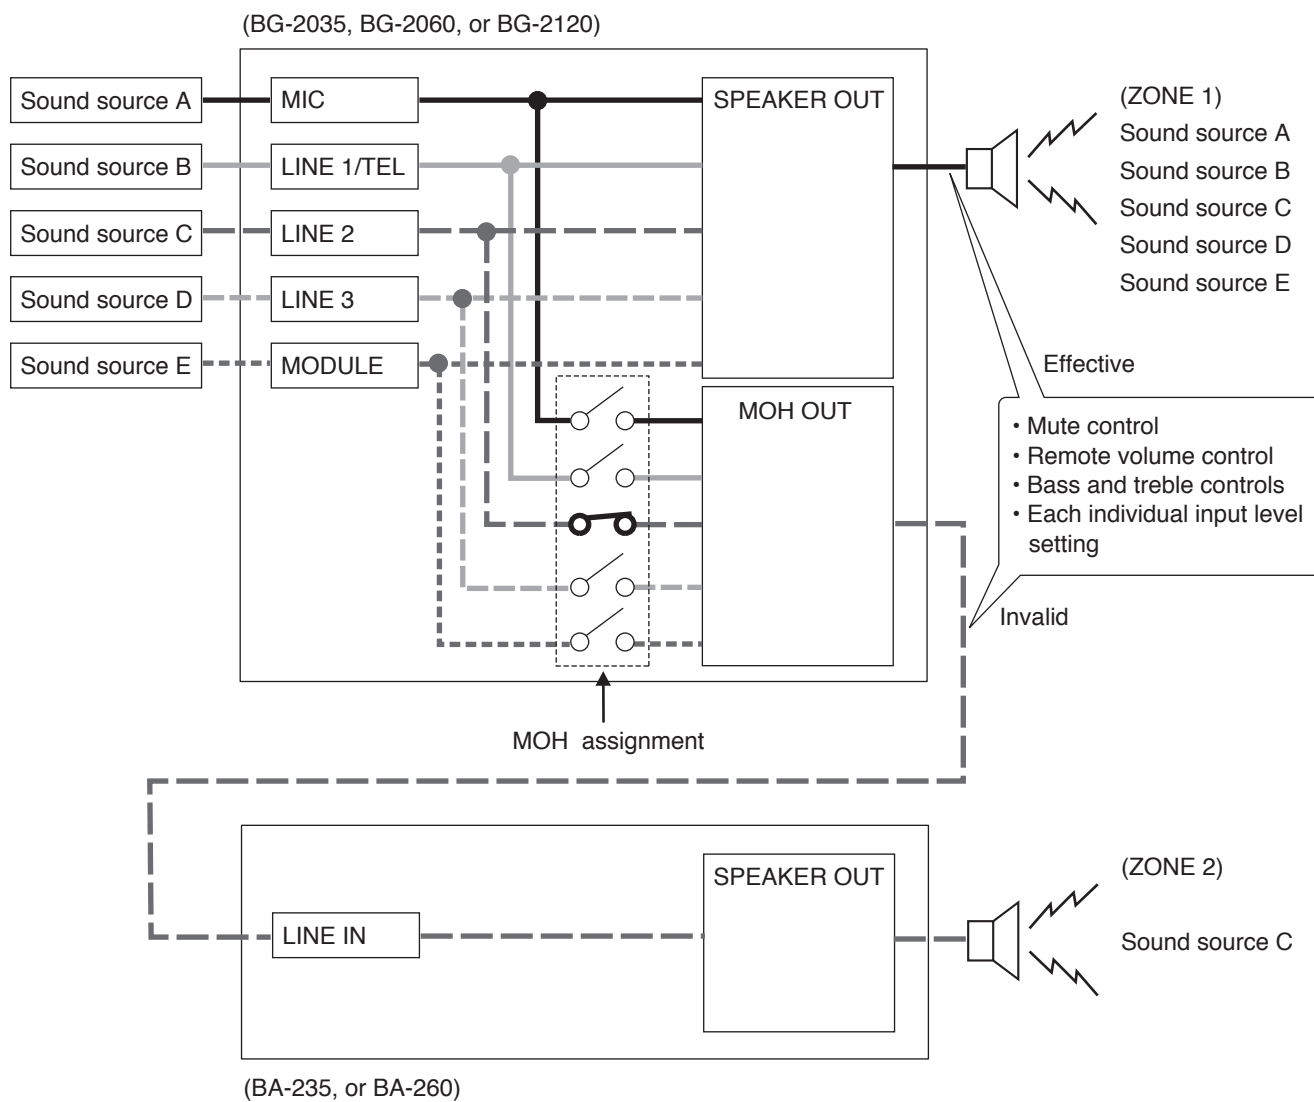 (BG-2035, BG-2060, or BG-2120)
Sound source A
MIC
SPEAKER OUT
(ZONE 1)
Sound source A
Sound source B
LINE 1/TEL
Sound source B
Sound source C
LINE 2
Sound source C
Sound source D
Sound source D
LINE 3
Sound source E
Sound source E
MODULE
Effective
MOH OUT
• Mute control
• Remote volume control
• Bass and treble controls
• Each individual input level
setting
Invalid
MOH assignment
(ZONE 2)
SPEAKER OUT
LINE IN
Sound source C
(BA-235, or BA-260)